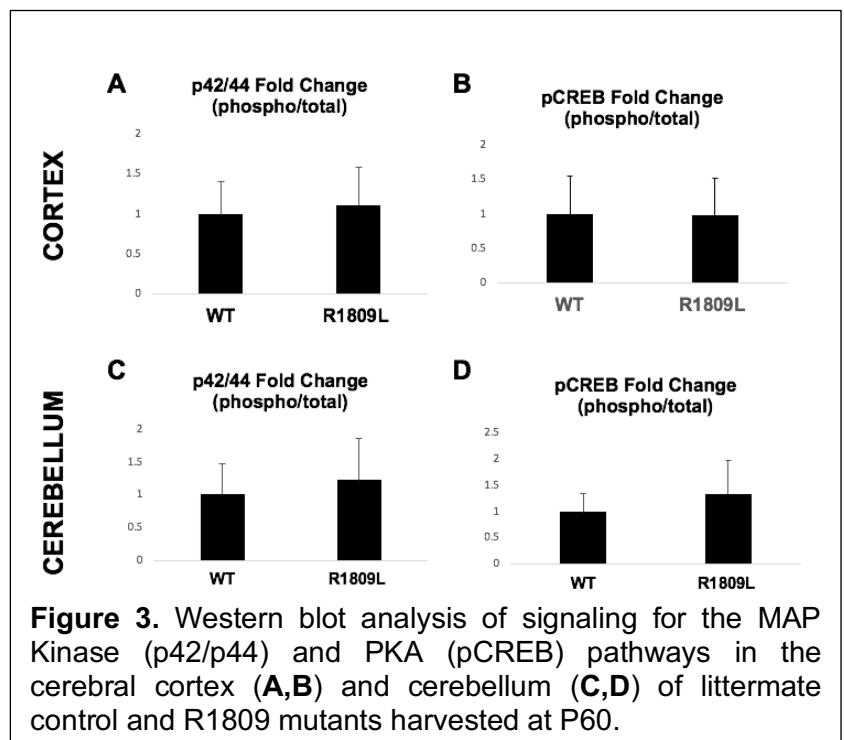 A
p42/44 Fold Change
(phospho/total)
2
1.5
1
0.5
0
WT R1809L
B
pCREB Fold Change
(phospho/total)
2
1.5
1
0.5
0
WT R1809L
CORTEX
C
p42/44 Fold Change
(phospho/total)
2
1.5
1
0.5
0
WT R1809L
D
pCREB Fold Change
(phospho/total)
2.5
2
1.5
1
0.5
0
WT R1809L
CEREBELLUM
Figure 3. Western blot analysis of signaling for the MAP
Kinase (p42/p44) and PKA (pCREB) pathways in the
cerebral cortex (A,B) and cerebellum (C,D) of littermate
control and R1809 mutants harvested at P60.